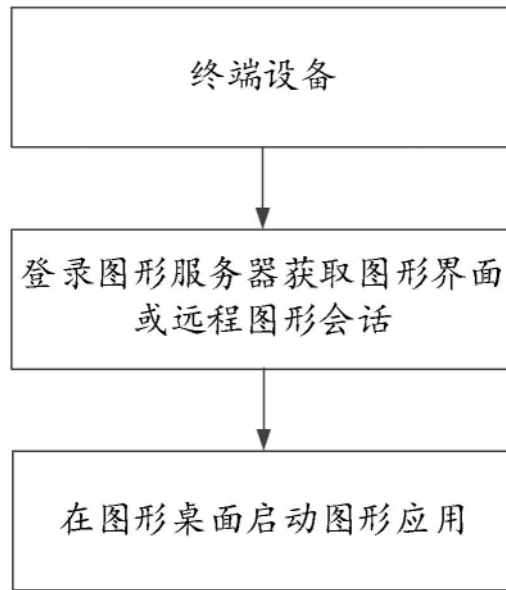 终端设备
登录图形服务器获取图形界面
或远程图形会话
在图形桌面启动图形应用